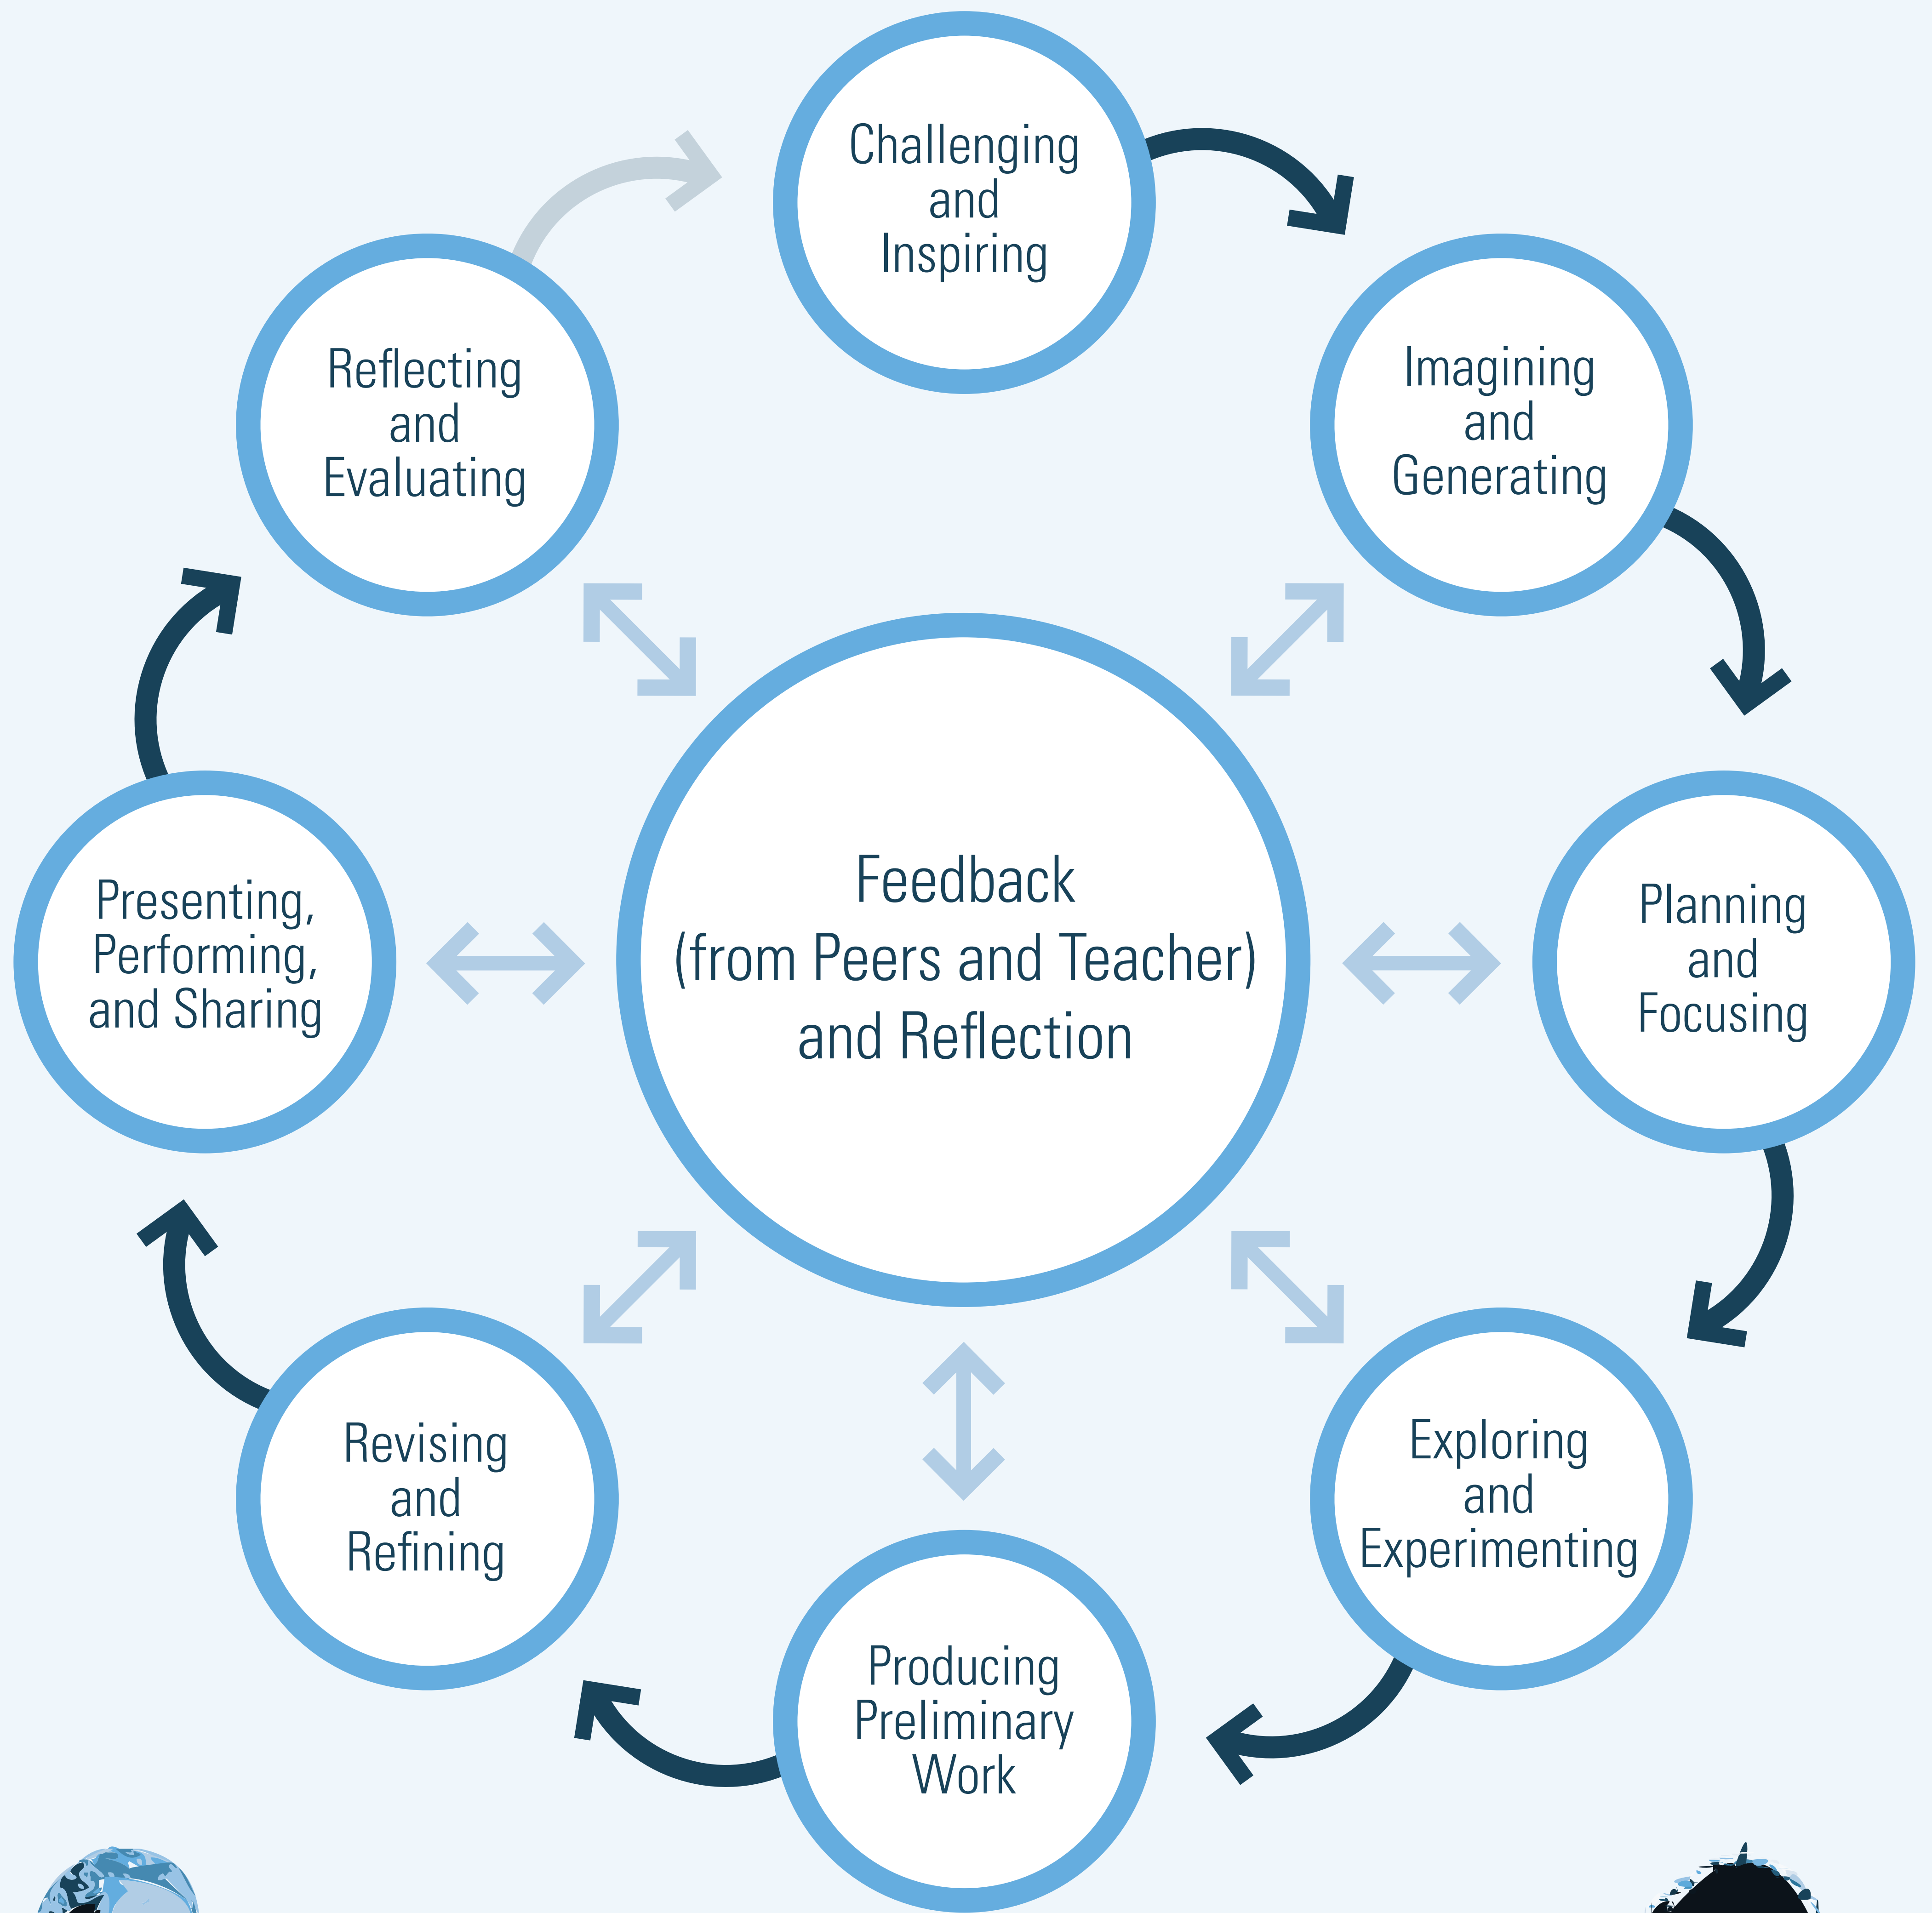 Challenging
and
Inspiring
Imagining
and
Generating
Planning
and
Focusing
Exploring
and
Experimenting
Producing
Preliminary
Work
Revising
and
Refining
Presenting,
Performing,
and Sharing
Reflecting
and
Evaluating
Feedback
(from Peers and Teacher)
and Reflection